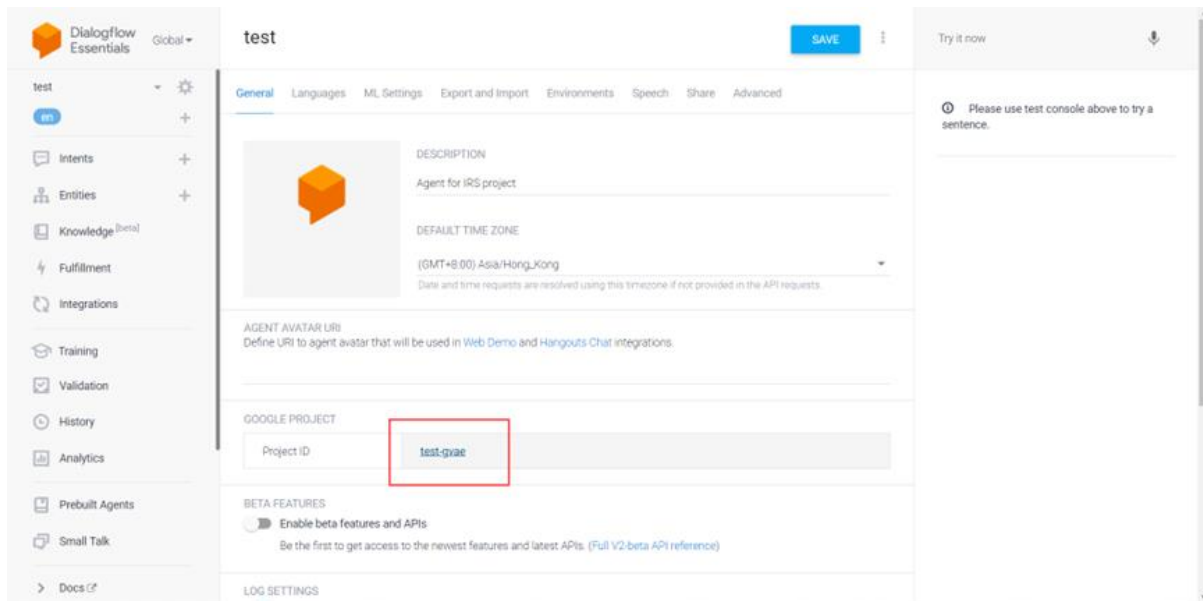 Dialogflow
Essentials
Global
test
en
Intents
Entities
Knowledge [beta]
Fulfillment
Integrations
Training
Validation
History
Analytics
Prebuilt Agents
Small Talk
Docs
test
SAVE
General Languages ML Settings Export and Import Environments Speech Share Advanced
DESCRIPTION
Agent for IRS project
DEFAULT TIME ZONE
(GMT+8:00) Asia/Hong_Kong
Date and time requests are resolved using this timezone if not provided in the API requests.
AGENT AVATAR URI
Define URI to agent avatar that will be used in Web Demo and Hangouts Chat integrations.
GOOGLE PROJECT
Project ID test-gvae
BETA FEATURES
Enable beta features and APIs
Be the first to get access to the newest features and latest APIs. (Full V2-beta API reference)
LOG SETTINGS
Try it now
Please use test console above to try a
sentence.